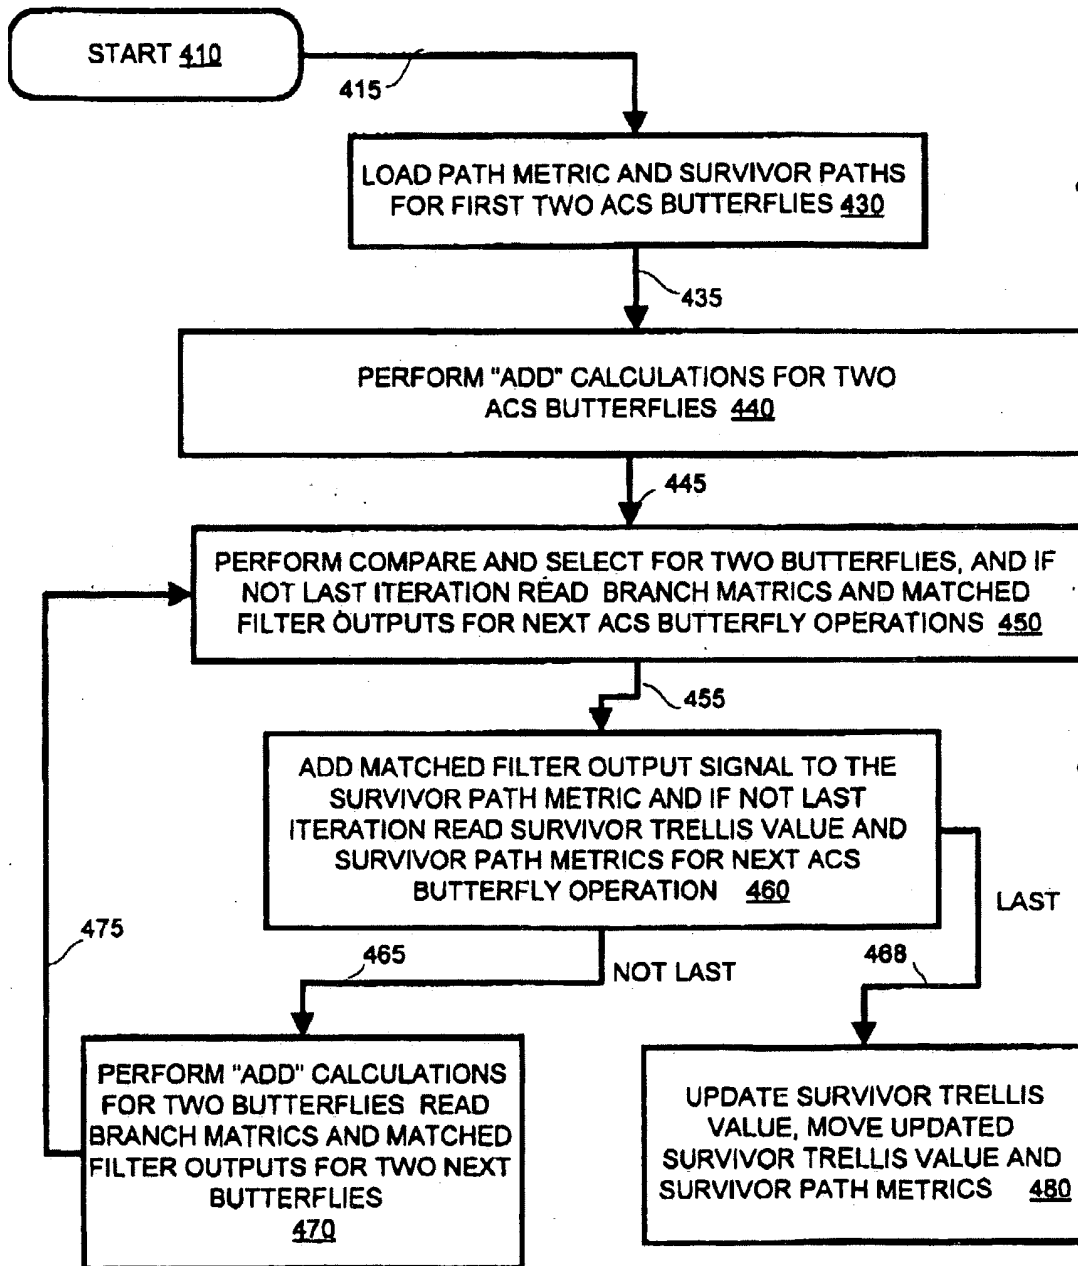 START 410
415
LOAD PATH METRIC AND SURVIVOR PATHS
FOR FIRST TWO ACS BUTTERFLIES 430
435
PERFORM "ADD" CALCULATIONS FOR TWO
ACS BUTTERFLIES 440
445
PERFORM COMPARE AND SELECT FOR TWO BUTTERFLIES, AND IF
NOT LAST ITERATION READ BRANCH MATRICS AND MATCHED
FILTER OUTPUTS FOR NEXT ACS BUTTERFLY OPERATIONS 450
455
ADD MATCHED FILTER OUTPUT SIGNAL TO THE
SURVIVOR PATH METRIC AND IF NOT LAST
ITERATION READ SURVIVOR TRELLIS VALUE AND
SURVIVOR PATH METRICS FOR NEXT ACS
BUTTERFLY OPERATION 460
LAST
475
465
NOT LAST
468
PERFORM "ADD" CALCULATIONS
FOR TWO BUTTERFLIES READ
BRANCH MATRICS AND MATCHED
FILTER OUTPUTS FOR TWO NEXT
BUTTERFLIES
470
UPDATE SURVIVOR TRELLIS
VALUE, MOVE UPDATED
SURVIVOR TRELLIS VALUE AND
SURVIVOR PATH METRICS 480